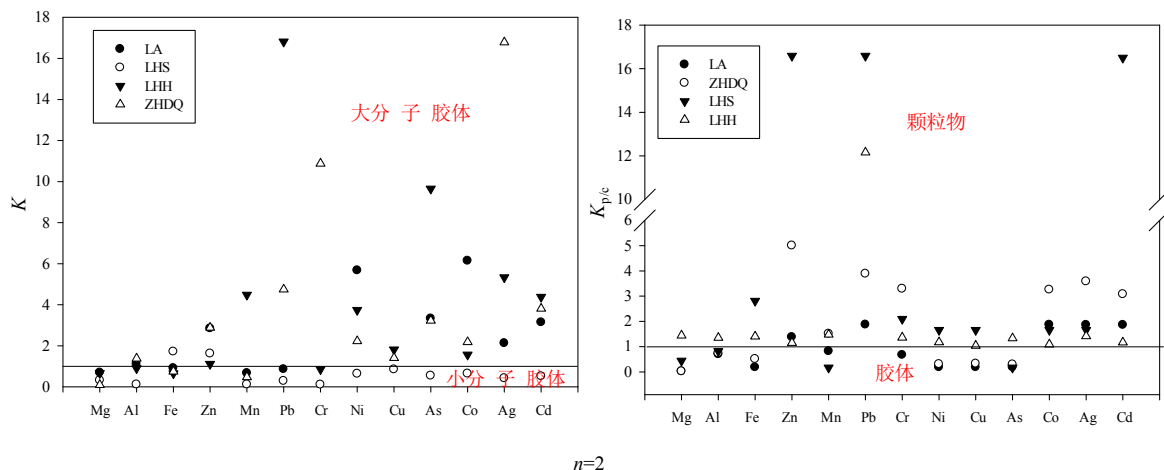 18
16
14
12
10
8
6
4
2
0
K
LA
LHS
LHH
ZHDQ
大分 子 胶体
小分 子 胶体
Mg Al Fe Zn Mn Pb Cr Ni Cu As Co Ag Cd
18
16
14
12
10
6
5
4
3
2
1
0
Kp/c
LA
ZHDQ
LHS
LHH
颗粒物
胶体
Mg Al Fe Zn Mn Pb Cr Ni Cu As Co Ag Cd
n=2